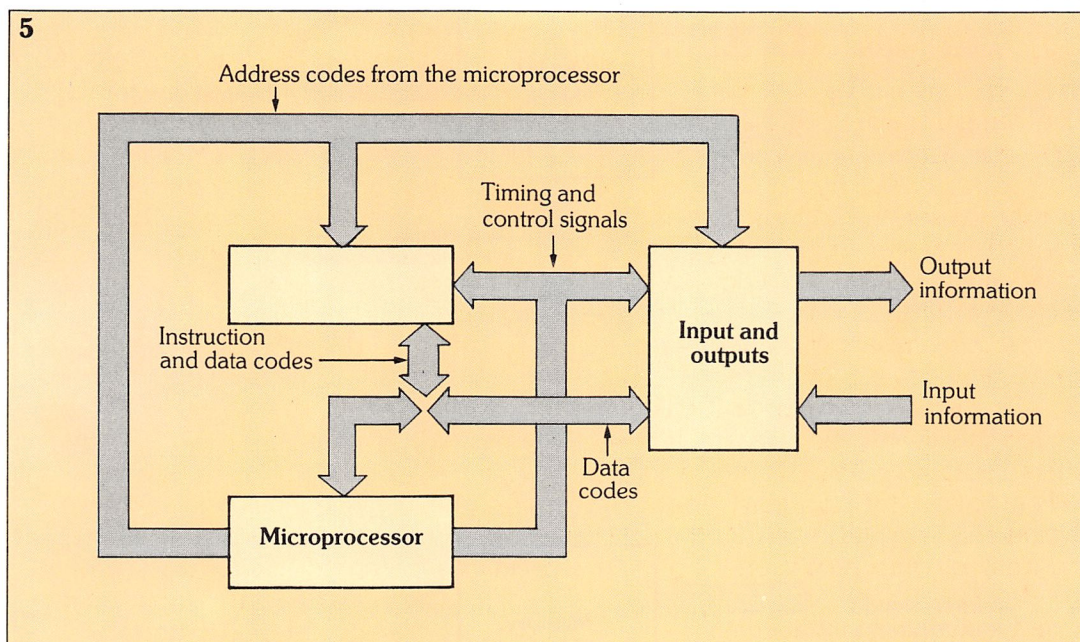 5
Address codes from the microprocessor
Timing and
control signals
Output
information
Instruction
and data codes
Input and
outputs
Input
information
Data
codes
Microprocessor